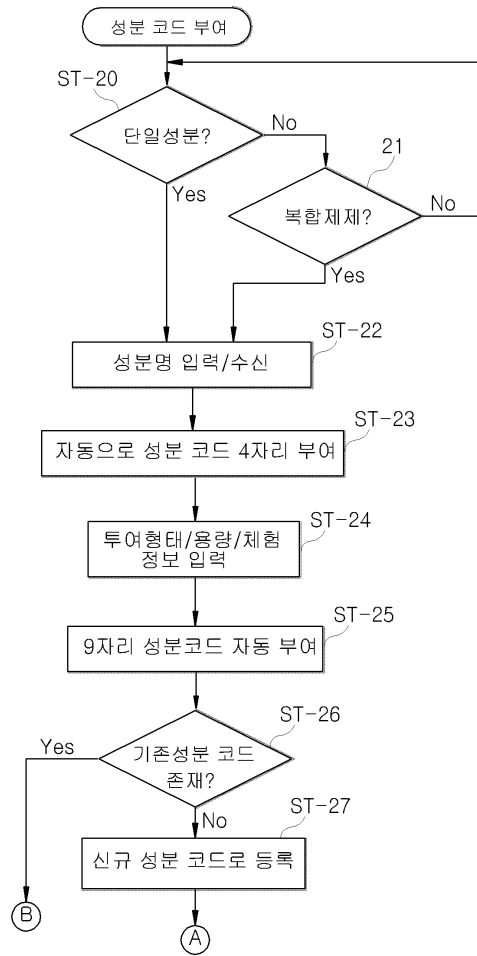 성분 코드 부여
ST-20
단일성분?
No
21
Yes
복합제제?
No
Yes
ST-22
성분명 입력/수신
ST-23
자동으로 성분 코드 4자리 부여
ST-24
투여형태/용량/체험
정보 입력
ST-25
9자리 성분코드 자동 부여
ST-26
Yes
기존성분 코드
존재?
No
ST-27
신규 성분 코드로 등록
B
A